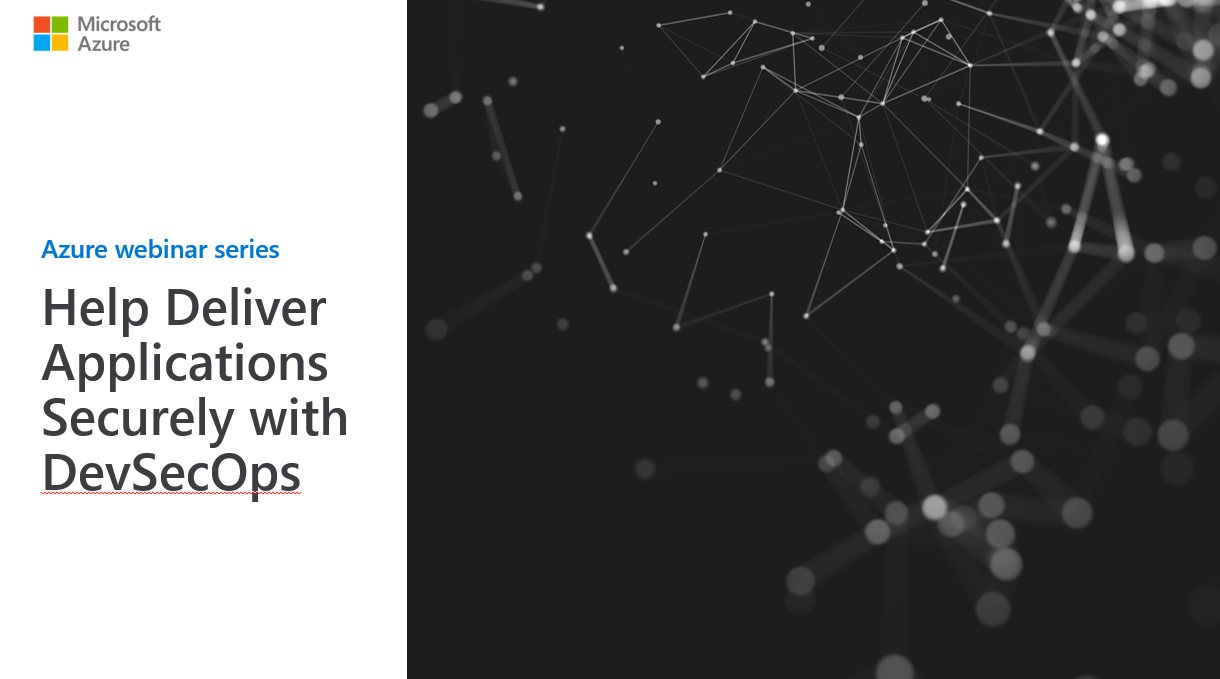 Microsoft
Azure
Azure webinar series
Help Deliver
Applications
Securely with
DevSecOps